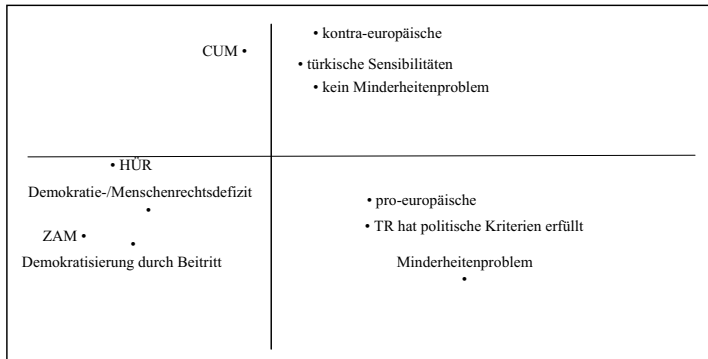 • kontra-europäische
CUM •
• türkische Sensibilitäten
• kein Minderheitenproblem
• HÜR
Demokratie-/Menschenrechtsdefizit
•
• pro-europäische
• TR hat politische Kriterien erfüllt
ZAM •
•
Demokratisierung durch Beitritt
Minderheitenproblem
•